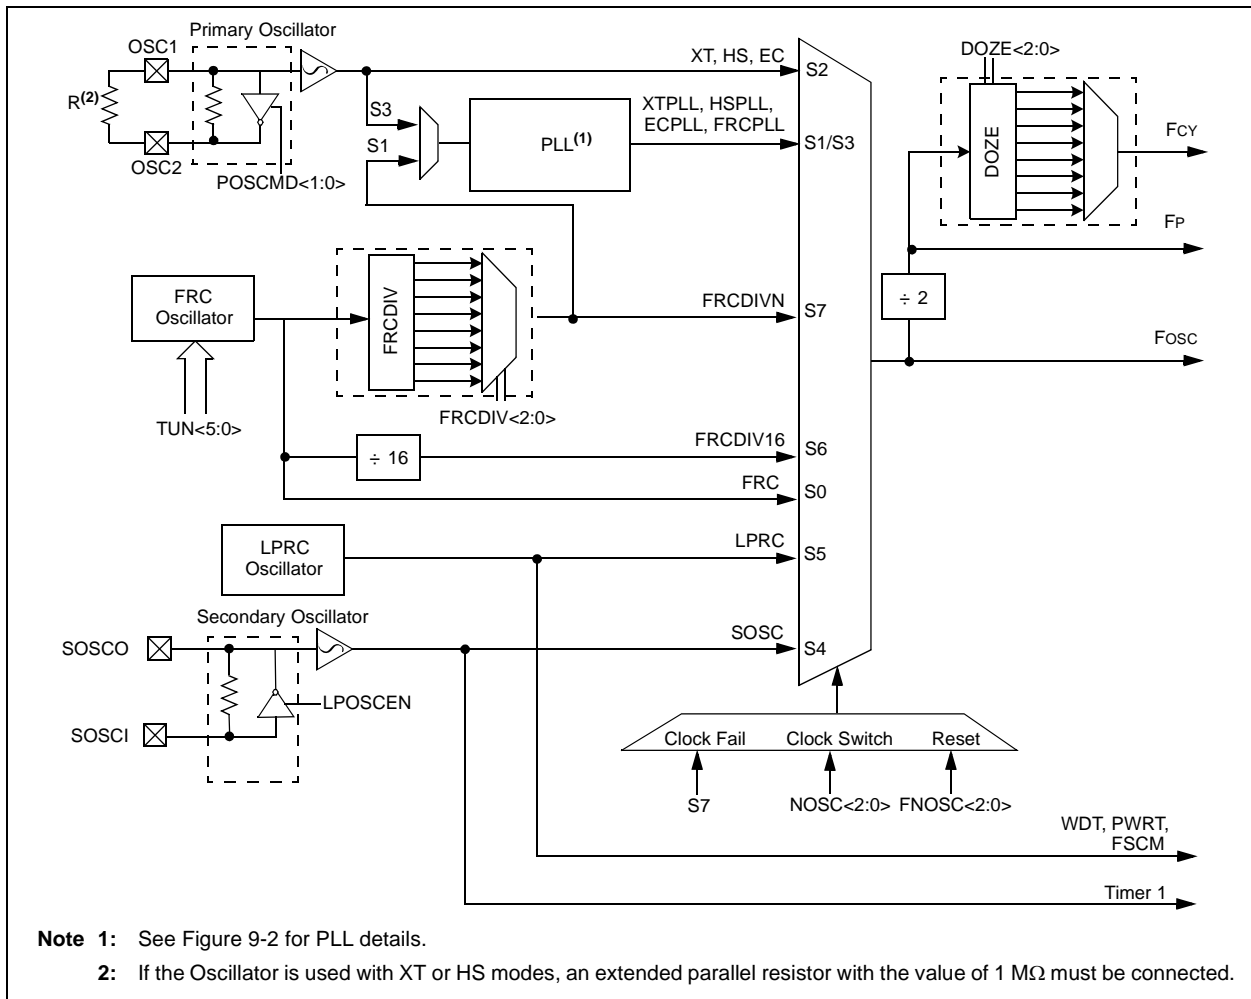 Primary Oscillator
OSC1
R(2)
OSC2
POSCMD<1:0>
S3
S1
PLL(1)
XT, HS, EC
XTPLL, HSPLL,
ECPLL, FRCPLL
S2
S1/S3
DOZE<2:0>
DOZE
FCY
FP
÷ 2
FOSC
FRC
Oscillator
TUN<5:0>
FRCDIV
FRCDIV<2:0>
FRCDIVN
S7
÷ 16
FRCDIV16
S6
FRC
S0
LPRC
Oscillator
LPRC
S5
Secondary Oscillator
SOSCO
SOSCI
LPOSCEN
SOSC
S4
Clock Fail
Clock Switch
Reset
S7
NOSC<2:0>
FNOSC<2:0>
WDT, PWRT,
FSCM
Timer 1
Note 1: See Figure 9-2 for PLL details.
2: If the Oscillator is used with XT or HS modes, an extended parallel resistor with the value of 1 MΩ must be connected.